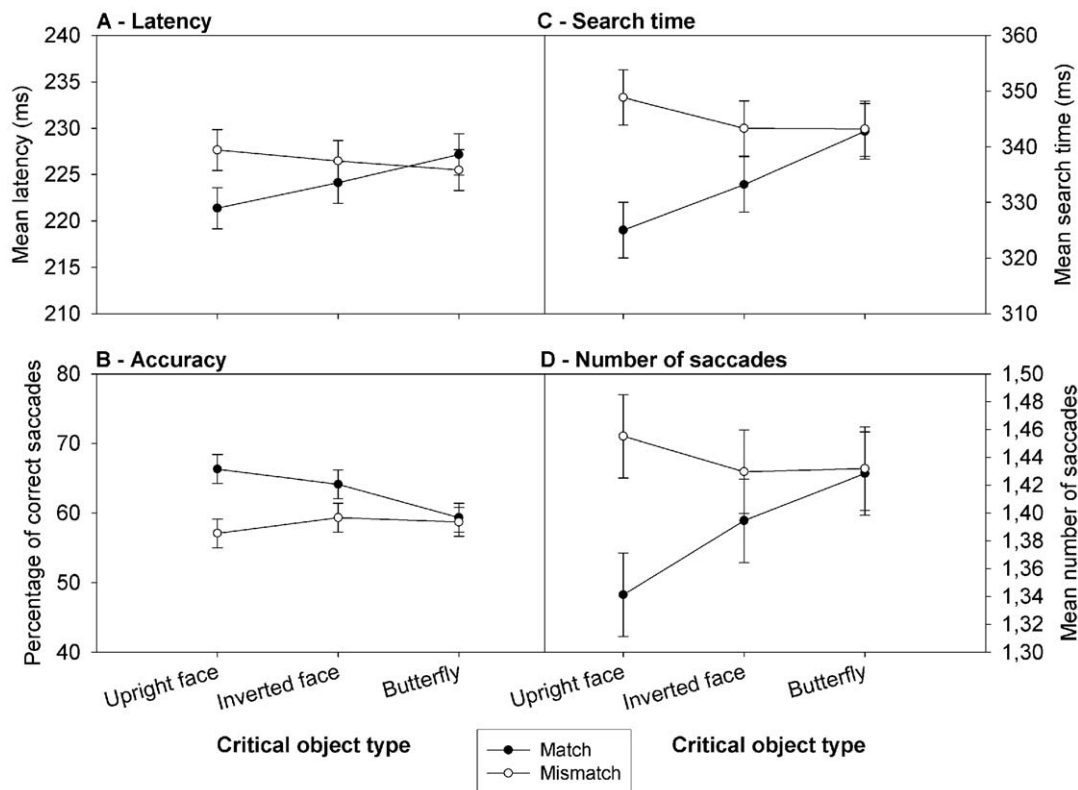 A - Latency
240
235
230
225
220
215
210
Mean latency (ms)
C - Search time
360
350
340
330
320
310
Mean search time (ms)
B - Accuracy
80
70
60
50
40
Percentage of correct saccades
Upright face
Inverted face
Butterfly
Critical object type
D - Number of saccades
1,50
1,48
1,46
1,44
1,42
1,40
1,38
1,36
1,34
1,32
1,30
Mean number of saccades
Upright face
Inverted face
Butterfly
Critical object type
Match
Mismatch